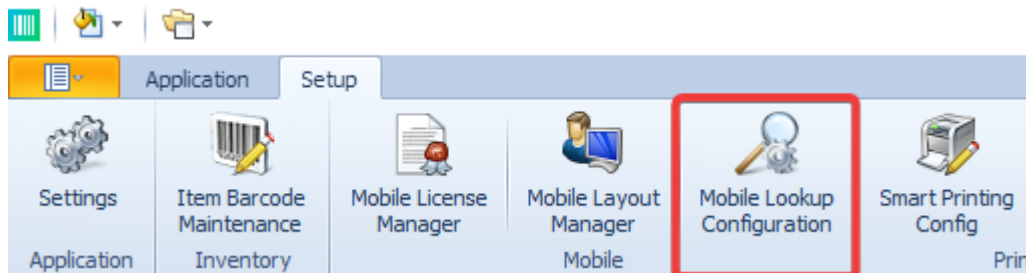 Application Setup
Settings
Item Barcode
Maintenance
Mobile License
Manager
Mobile Layout
Manager
Mobile Lookup
Configuration
Smart Printing
Config
Application Inventory Mobile